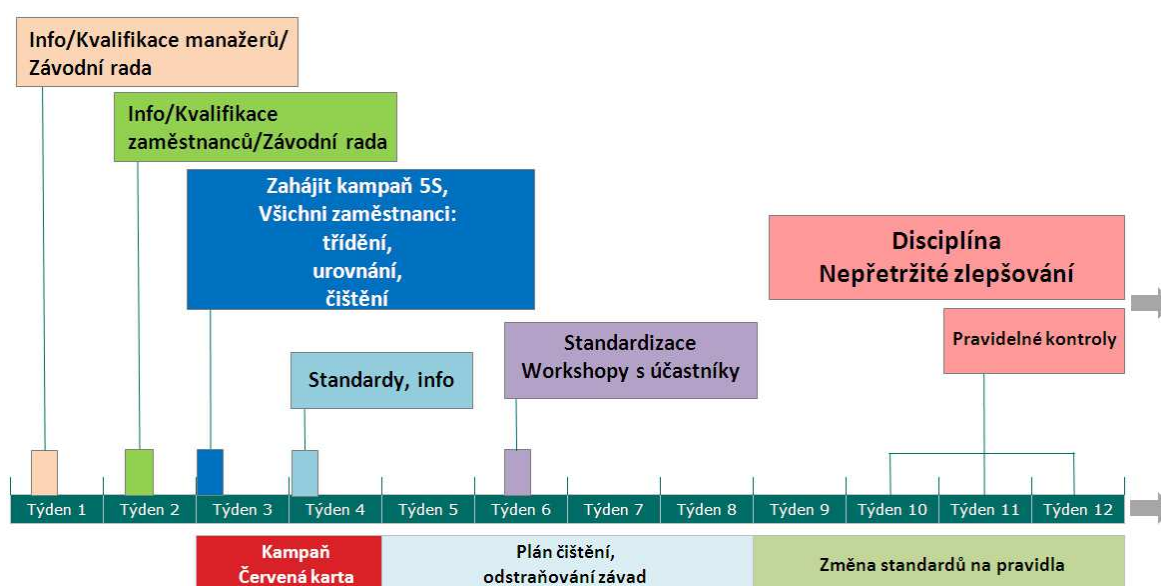 Info/Kvalifikace manažerů/
Závodní rada
Info/Kvalifikace
zaměstnanců/Závodní rada
Zahájit kampaň 5S,
Všichni zaměstnanci:
třídění,
urovnání,
čištění
Disciplína
Nepřetržité zlepšování
Pravidelné kontroly
Standardizace
Workshopy s účastníky
Standardy, info
Týden 1
Týden 2
Týden 3
Týden 4
Týden 5
Týden 6
Týden 7
Týden 8
Týden 9
Týden 10
Týden 11
Týden 12
Kampaň
Červená karta
Plán čištění,
odstraňování závad
Změna standardů na pravidla